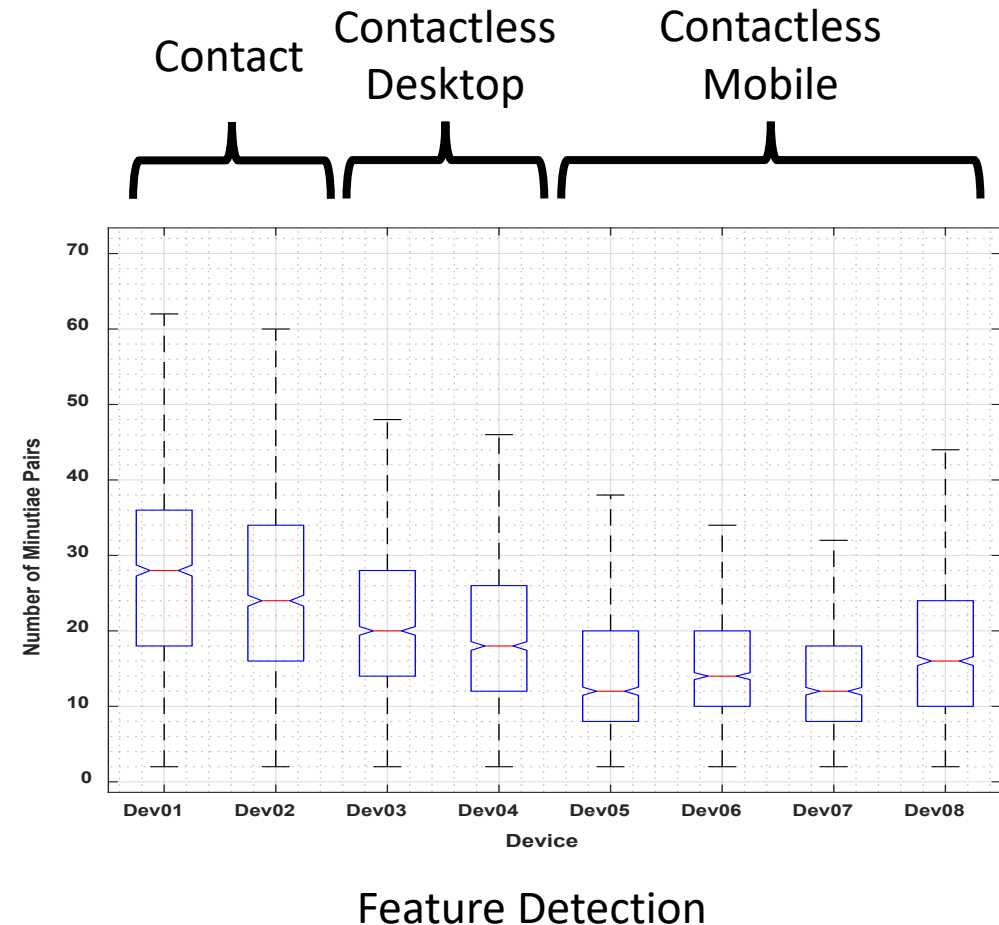 Contact
Contactless
Desktop
Contactless
Mobile
70
60
50
40
30
20
10
0
Number of Minutiae Pairs
Dev01 Dev02 Dev03 Dev04 Dev05 Dev06 Dev07 Dev08
Device
Feature Detection